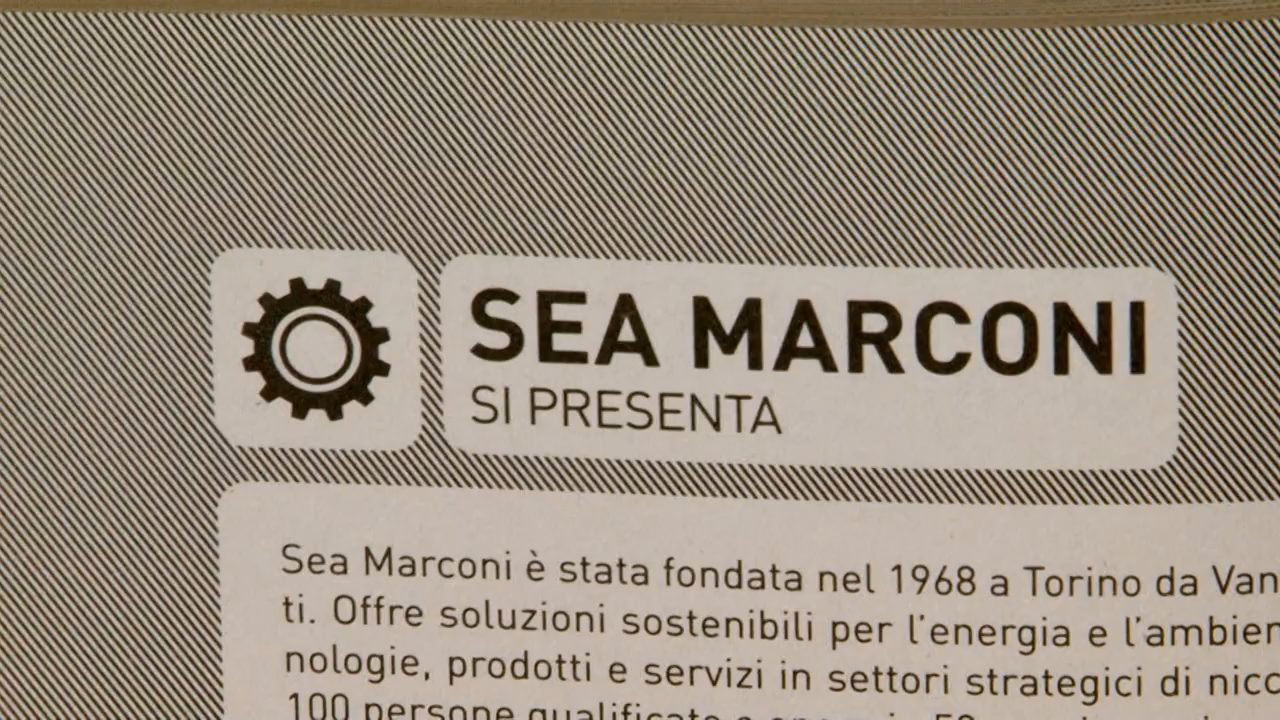 SEA MARCONI
SI PRESENTA
Sea Marconi è stata fondata nel 1968 a Torino da Van
ti. Offre soluzioni sostenibili per l'energia e l'ambien
nologie, prodotti e servizi in settori strategici di nicc
100 persone qualificate